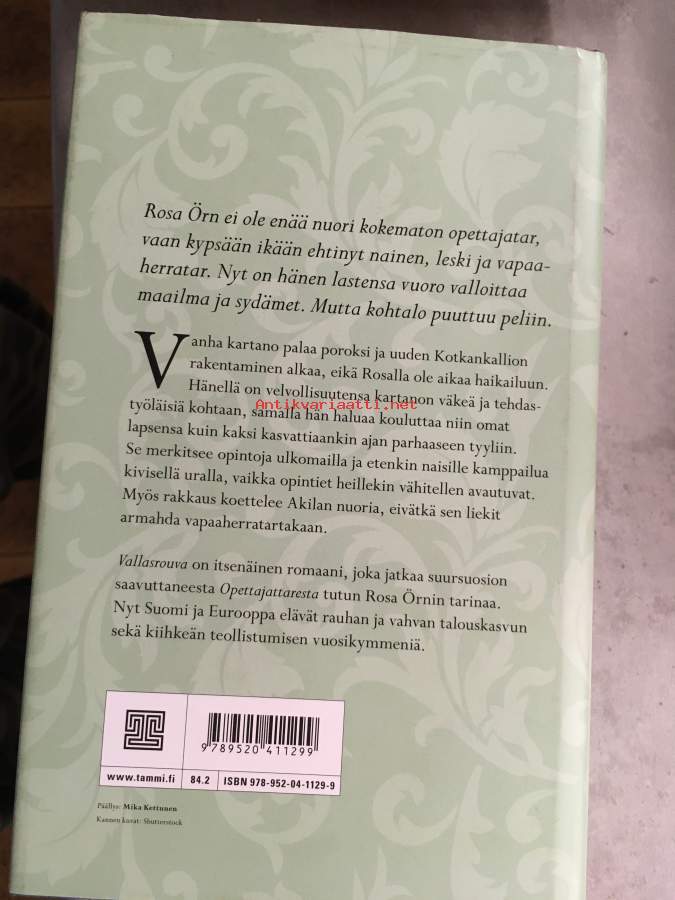 Rosa Örn ei ole enää nuori kokematon opettajatar,
vaan kypsään ikään ehtinyt nainen, leski ja vapaa-
herratar. Nyt on hänen lastensa vuoro valloittaa
maailma ja sydämet. Mutta kohtalo puuttuu peliin.
Vanha kartano palaa poroksi ja uuden Kotkankallion
rakentaminen alkaa, eikä Rosalla ole aikaa haikailuun.
Hänellä on velvollisuutensa kartanon väkeä ja tehdas-
Antikvariaatti.net
työläisiä kohtaan, samalla hän haluaa kouluttaa niin omat
lapsensa kuin kaksi kasvattiaankin ajan parhaaseen tyyliin.
Se merkitsee opintoja ulkomailla ja etenkin naisille kamppailua
kivisellä uralla, vaikka opintiet heillekin vähitellen avautuvat.
Myös rakkaus koettelee Akilan nuoria, eivätkä sen liekit
armahda vapaaherratartakaan.
Vallasrouva on itsenäinen romaani, joka jatkaa suursuosion
saavuttaneesta Opettajattaresta tutun Rosa Örnin tarinaa.
Nyt Suomi ja Eurooppa elävät rauhan ja vahvan talouskasvun
sekä kiihkeän teollistumisen vuosikymmeniä.
9 789520 411299
www.tammi.fi 84.2 ISBN 978-952-04-1129-9
Päällys: Mika Kettunen
Kannen kuvat: Shutterstock